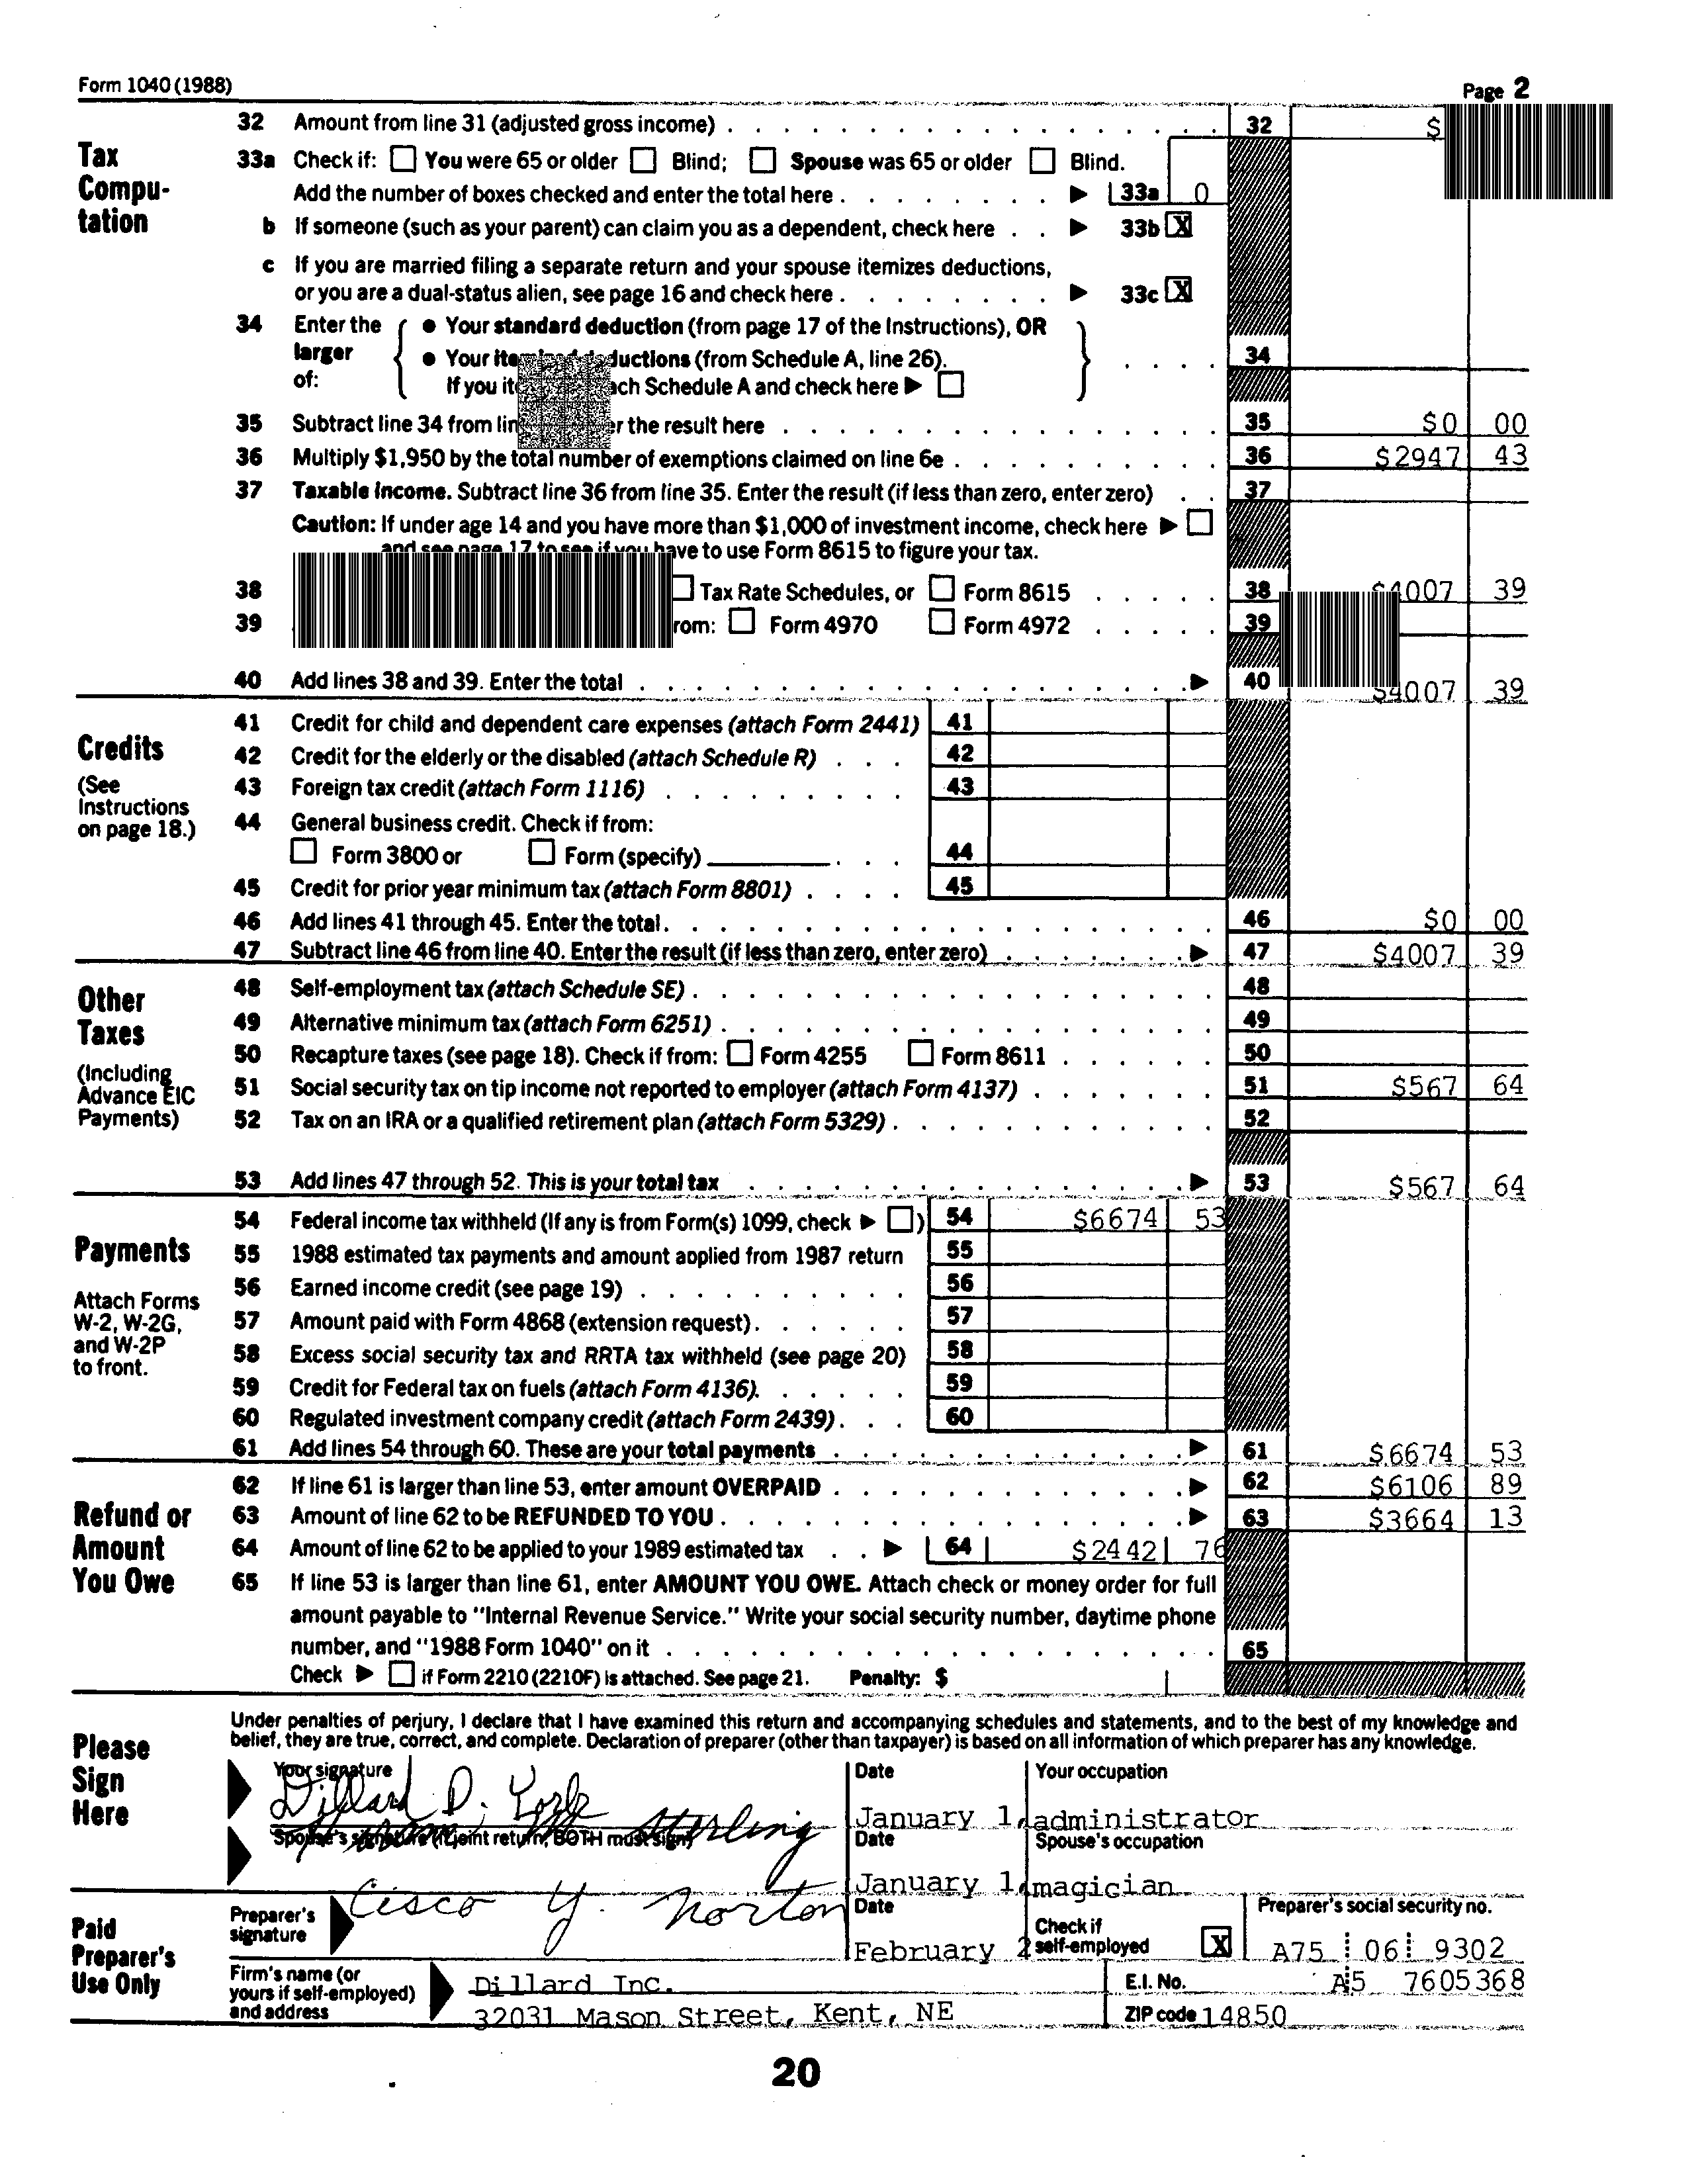 Form 1040 (1988)
Page 2
Tax Compu-
tation
32 Amount from line 31 (adjusted gross income) 32 $
33a Check if: You were 65 or older Blind; Spouse was 65 or older Blind.
Add the number of boxes checked and enter the total here 33a 0
b If someone (such as your parent) can claim you as a dependent, check here 33b X
c If you are married filing a separate return and your spouse itemizes deductions,
or you are a dual-status alien, see page 16 and check here 33c X
34 Enter the larger of:
• Your standard deduction (from page 17 of the Instructions), OR
• Your deductions (from Schedule A, line 26). 34
If you Schedule A and check here
35 Subtract line 34 from the result here 35 $0 00
36 Multiply $1,950 by the total number of exemptions claimed on line 6e 36 $2947 43
37 Taxable income. Subtract line 36 from line 35. Enter the result (if less than zero, enter zero) 37
Caution: If under age 14 and you have more than $1,000 of investment income, check here
and see page 17 to see if you have to use Form 8615 to figure your tax.
38 Tax Rate Schedules, or Form 8615 38 $4007 39
39 Form 4970 Form 4972 39
40 Add lines 38 and 39. Enter the total 40 $4007 39
Credits
(See
Instructions
on page 18.)
41 Credit for child and dependent care expenses (attach Form 2441) 41
42 Credit for the elderly or the disabled (attach Schedule R) 42
43 Foreign tax credit (attach Form 1116) 43
44 General business credit. Check if from:
Form 3800 or Form (specify) 44
45 Credit for prior year minimum tax (attach Form 8801) 45
46 Add lines 41 through 45. Enter the total 46 $0 00
47 Subtract line 46 from line 40. Enter the result (if less than zero, enter zero) 47 $4007 39
Other
Taxes
(Including
Advance EIC
Payments)
48 Self-employment tax (attach Schedule SE) 48
49 Alternative minimum tax (attach Form 6251) 49
50 Recapture taxes (see page 18). Check if from: Form 4255 Form 8611 50
51 Social security tax on tip income not reported to employer (attach Form 4137) 51 $567 64
52 Tax on an IRA or a qualified retirement plan (attach Form 5329) 52
53 Add lines 47 through 52. This is your total tax 53 $567 64
Payments
Attach Forms
W-2, W-2G,
and W-2P
to front.
54 Federal income tax withheld (If any is from Form(s) 1099, check ) 54 $6674 53
55 1988 estimated tax payments and amount applied from 1987 return 55
56 Earned income credit (see page 19) 56
57 Amount paid with Form 4868 (extension request) 57
58 Excess social security tax and RRTA tax withheld (see page 20) 58
59 Credit for Federal tax on fuels (attach Form 4136) 59
60 Regulated investment company credit (attach Form 2439) 60
61 Add lines 54 through 60. These are your total payments 61 $6674 53
Refund or
Amount
You Owe
62 If line 61 is larger than line 53, enter amount OVERPAID 62 $6106 89
63 Amount of line 62 to be REFUNDED TO YOU 63 $3664 13
64 Amount of line 62 to be applied to your 1989 estimated tax 64 $2442 76
65 If line 53 is larger than line 61, enter AMOUNT YOU OWE. Attach check or money order for full
amount payable to "Internal Revenue Service." Write your social security number, daytime phone
number, and "1988 Form 1040" on it 65
Check if Form 2210 (2210F) is attached. See page 21. Penalty: $
Please
Sign
Here
Under penalties of perjury, I declare that I have examined this return and accompanying schedules and statements, and to the best of my knowledge and
belief, they are true, correct, and complete. Declaration of preparer (other than taxpayer) is based on all information of which preparer has any knowledge.
Your signature Date Your occupation
Dillard D. January 1, administrator
Spouse's signature (if joint return, BOTH must sign) Date Spouse's occupation
M Sterling January 1, magician
Paid
Preparer's
Use Only
Preparer's signature Cisco Y. Norton Date February 2 Check if self-employed X Preparer's social security no. A75 06 9302
Firm's name (or
yours if self-employed)
and address
Dillard Inc. E.I. No. A5 7605368
32031 Mason Street, Kent, NE ZIP code 14850
20